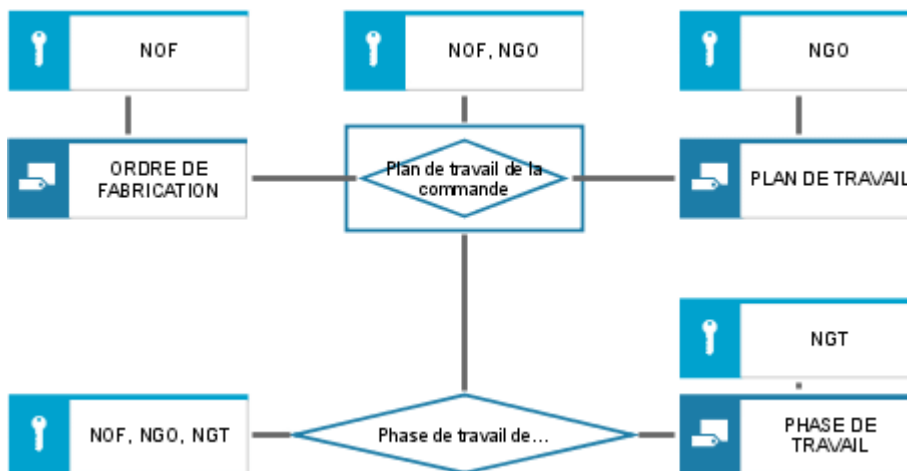 NOF
NOF, NGO
NGO
ORDRE DE
FABRICATION
Plan de travail de la
commande
PLAN DE TRAVAIL
NGT
NOF, NGO, NGT
Phase de travail de...
PHASE DE
TRAVAIL